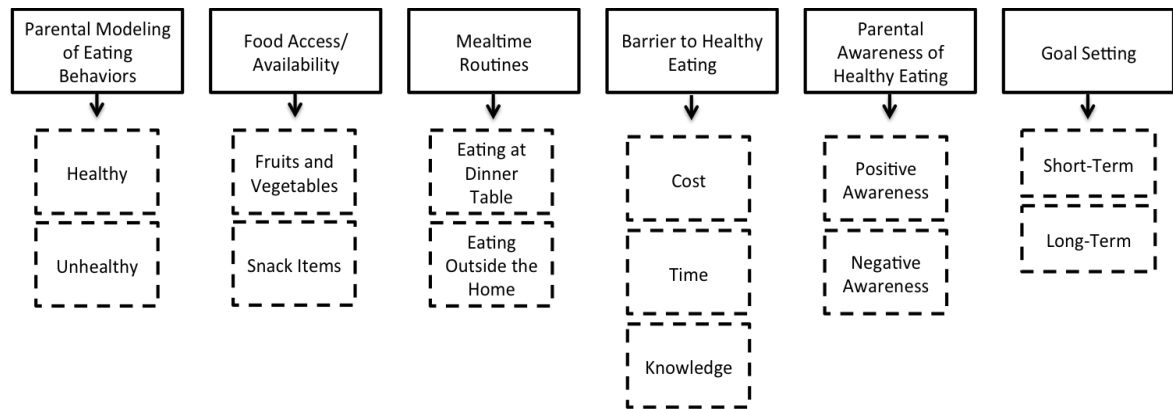 Parental Modeling
of Eating
Behaviors
Food Access/
Availability
Mealtime
Routines
Barrier to Healthy
Eating
Parental
Awareness of
Healthy Eating
Goal Setting
Healthy
Unhealthy
Fruits and
Vegetables
Snack Items
Eating at
Dinner
Table
Eating
Outside the
Home
Cost
Time
Knowledge
Positive
Awareness
Negative
Awareness
Short-Term
Long-Term